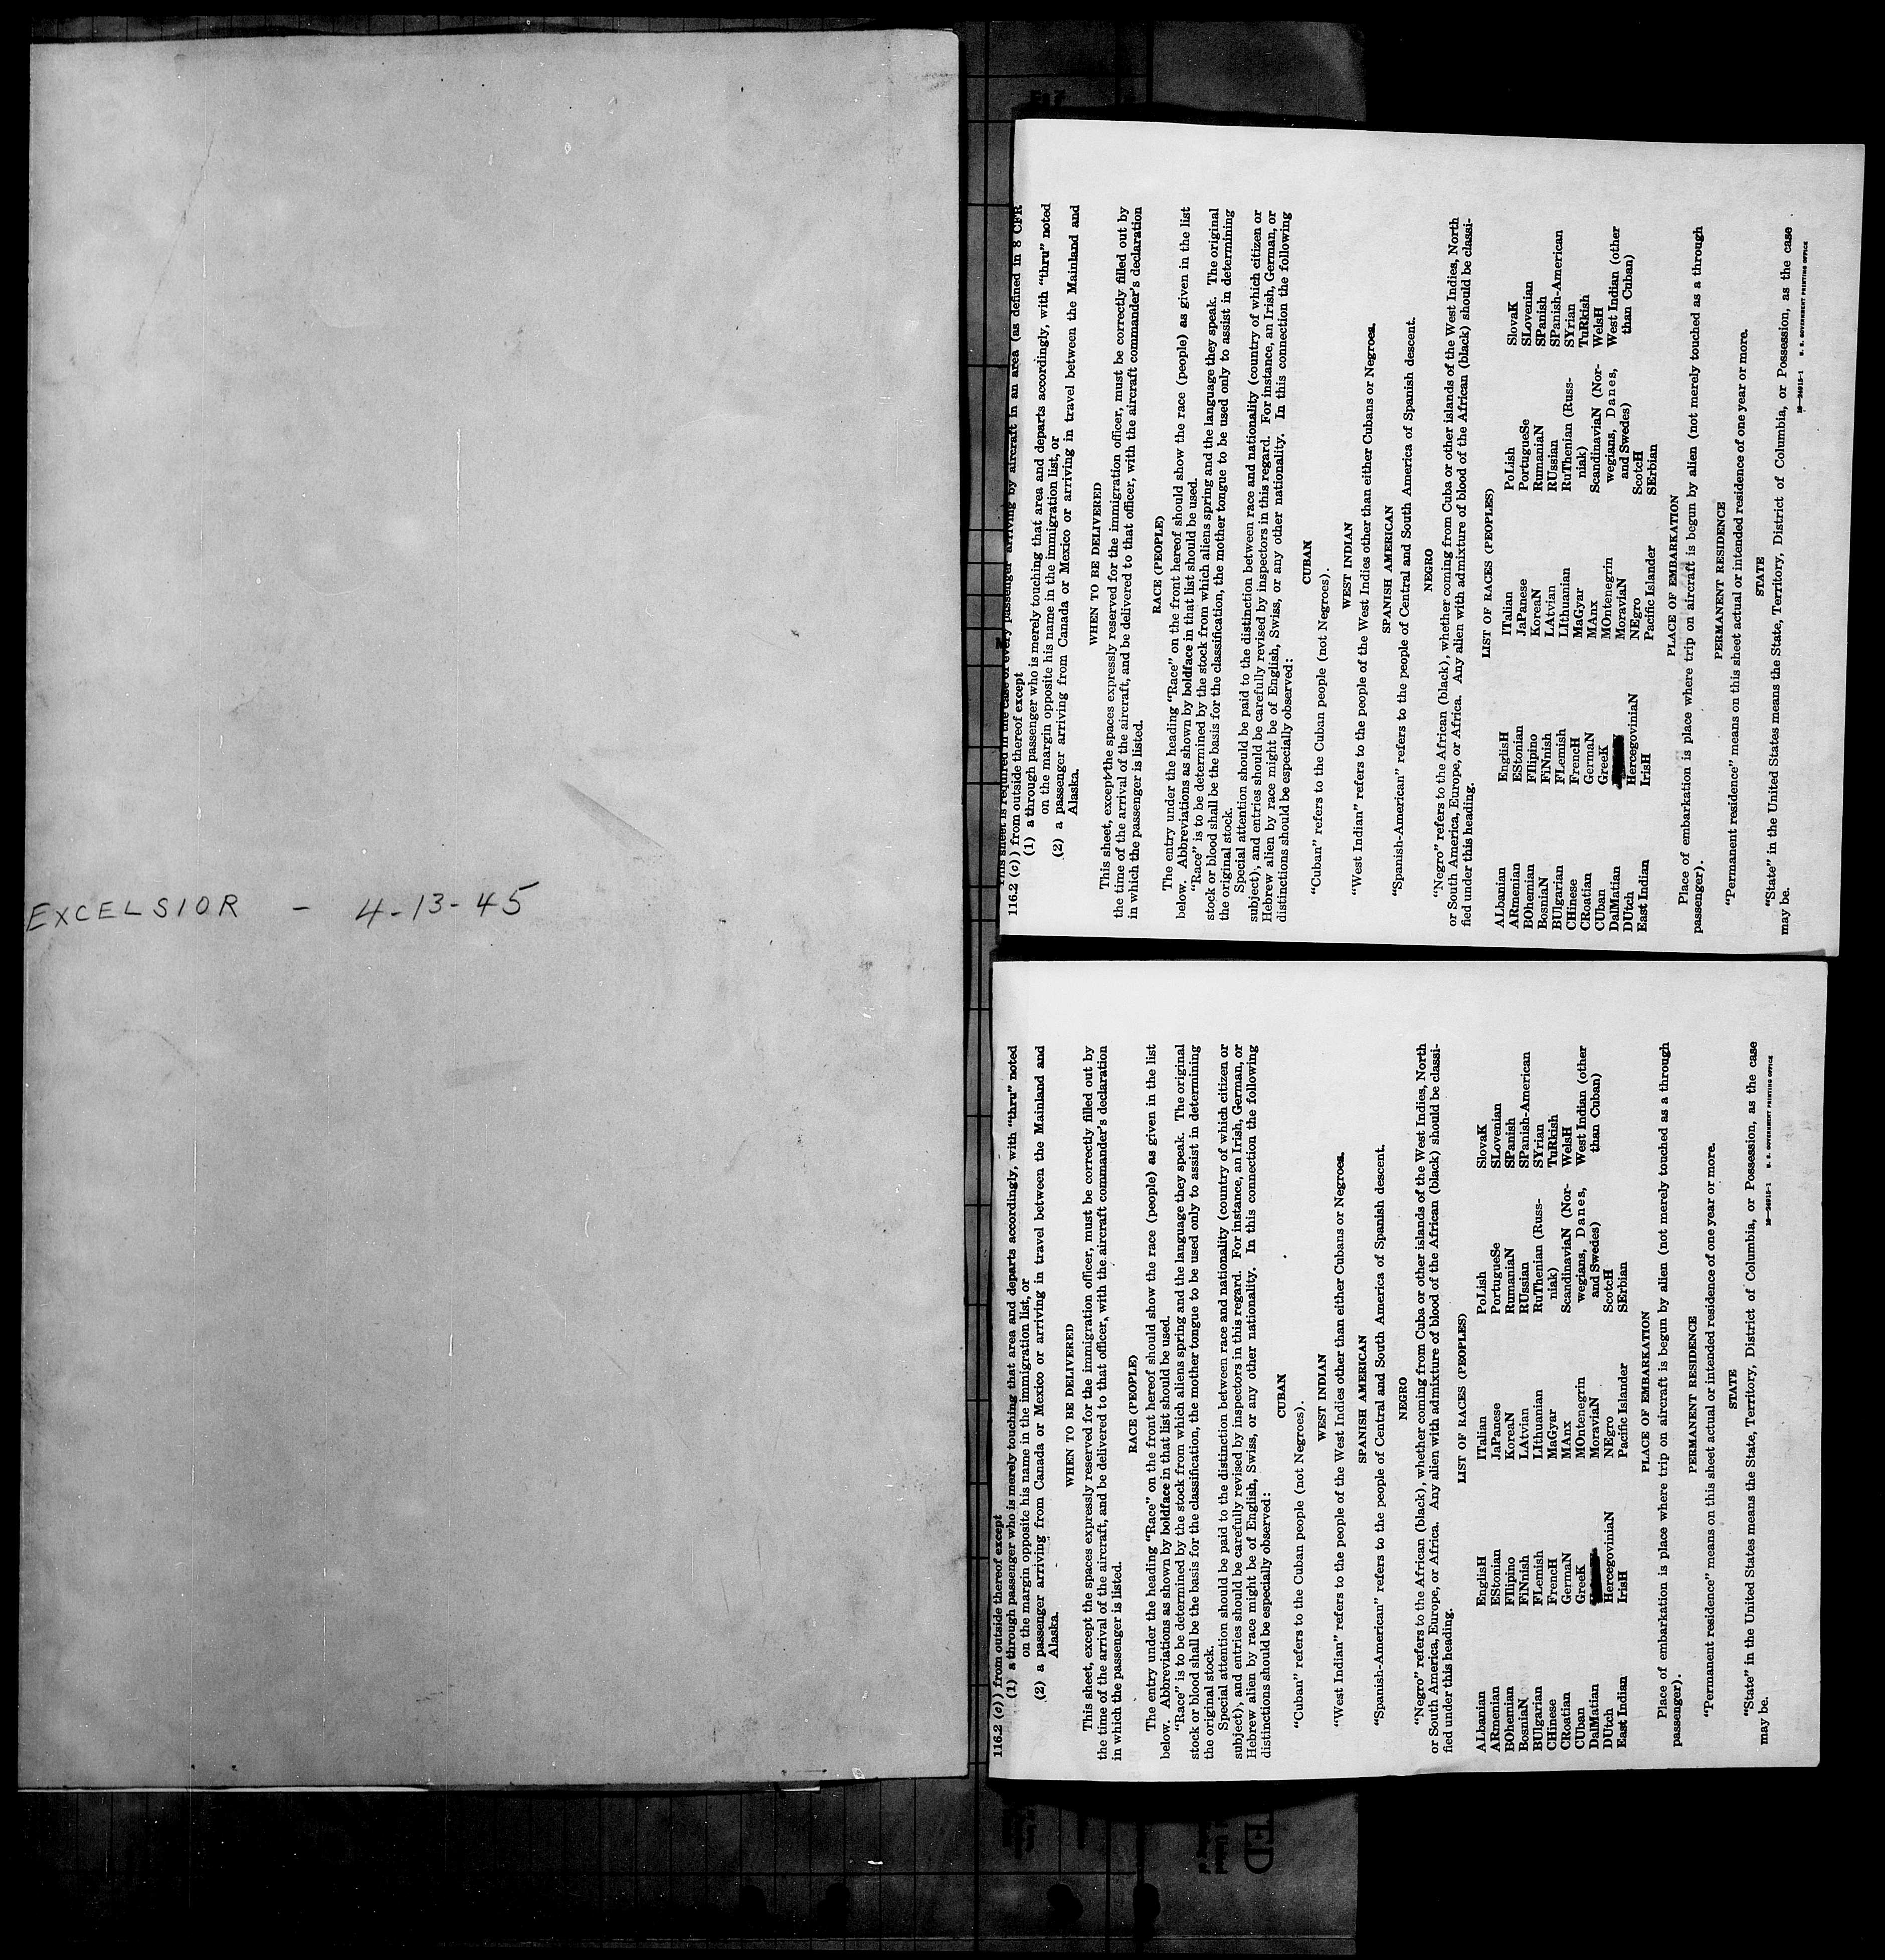 EXCELSIOR - 4-13-45
This sheet is required in the case of every passenger arriving by aircraft in an area (as defined in 8 CFR
116.2 (c)) from outside thereof except
(1) a through passenger who is merely touching that area and departs accordingly, with “thru” noted
on the margin opposite his name in the immigration list, or
(2) a passenger arriving from Canada or Mexico or arriving in travel between the Mainland and
Alaska.
WHEN TO BE DELIVERED
This sheet, except the spaces expressly reserved for the immigration officer, must be correctly filled out by
the time of the arrival of the aircraft, and be delivered to that officer, with the aircraft commander's declaration
in which the passenger is listed.
RACE (PEOPLE)
The entry under the heading “Race” on the front hereof should show the race (people) as given in the list
below. Abbreviations as shown by boldface in that list should be used.
“Race” is to be determined by the stock from which aliens spring and the language they speak. The original
stock or blood shall be the basis for the classification, the mother tongue to be used only to assist in determining
the original stock.
Special attention should be paid to the distinction between race and nationality (country of which citizen or
subject), and entries should be carefully revised by inspectors in this regard. For instance, an Irish, German, or
Hebrew alien by race might be of English, Swiss, or any other nationality. In this connection the following
distinctions should be especially observed:
CUBAN
“Cuban” refers to the Cuban people (not Negroes).
WEST INDIAN
“West Indian” refers to the people of the West Indies other than either Cubans or Negroes.
SPANISH AMERICAN
“Spanish-American” refers to the people of Central and South America of Spanish descent.
NEGRO
“Negro” refers to the African (black), whether coming from Cuba or other islands of the West Indies, North
or South America, Europe, or Africa. Any alien with admixture of blood of the African (black) should be classi-
fied under this heading.
LIST OF RACES (PEOPLES)
ALbanian EnglisH ITalian PoLish SlovaK
ARmenian EStonian JaPanese PortugueSe SLovenian
BOhemian FIlipino KoreaN RumaniaN SPanish
BosniaN FiNnish LAtvian RUssian SPanish-American
BUlgarian FLemish LIthuanian RuThenian (Russ- SYrian
CHinese FrencH MaGyar niak) TuRkish
CRoatian GermaN MAnx ScandinaviaN (Nor- WelsH
CUban GreeK MOntenegrin wegians, Danes, West Indian (other
DalMatian MoraviaN and Swedes) than Cuban)
DUtch HercegoviniaN NEgro ScotcH
East Indian IrisH Pacific Islander SErbian
PLACE OF EMBARKATION
Place of embarkation is place where trip on aircraft is begun by alien (not merely touched as a through
passenger).
PERMANENT RESIDENCE
“Permanent residence” means on this sheet actual or intended residence of one year or more.
STATE
“State” in the United States means the State, Territory, District of Columbia, or Possession, as the case
may be.
U. S. GOVERNMENT PRINTING OFFICE
116.2 (c)) from outside thereof except
(1) a through passenger who is merely touching that area and departs accordingly, with “thru” noted
on the margin opposite his name in the immigration list, or
(2) a passenger arriving from Canada or Mexico or arriving in travel between the Mainland and
Alaska.
WHEN TO BE DELIVERED
This sheet, except the spaces expressly reserved for the immigration officer, must be correctly filled out by
the time of the arrival of the aircraft, and be delivered to that officer, with the aircraft commander's declaration
in which the passenger is listed.
RACE (PEOPLE)
The entry under the heading “Race” on the front hereof should show the race (people) as given in the list
below. Abbreviations as shown by boldface in that list should be used.
“Race” is to be determined by the stock from which aliens spring and the language they speak. The original
stock or blood shall be the basis for the classification, the mother tongue to be used only to assist in determining
the original stock.
Special attention should be paid to the distinction between race and nationality (country of which citizen or
subject), and entries should be carefully revised by inspectors in this regard. For instance, an Irish, German, or
Hebrew alien by race might be of English, Swiss, or any other nationality. In this connection the following
distinctions should be especially observed:
CUBAN
“Cuban” refers to the Cuban people (not Negroes).
WEST INDIAN
“West Indian” refers to the people of the West Indies other than either Cubans or Negroes.
SPANISH AMERICAN
“Spanish-American” refers to the people of Central and South America of Spanish descent.
NEGRO
“Negro” refers to the African (black), whether coming from Cuba or other islands of the West Indies, North
or South America, Europe, or Africa. Any alien with admixture of blood of the African (black) should be classi-
fied under this heading.
LIST OF RACES (PEOPLES)
ALbanian EnglisH ITalian PoLish SlovaK
ARmenian EStonian JaPanese PortugueSe SLovenian
BOhemian FIlipino KoreaN RumaniaN SPanish
BosniaN FiNnish LAtvian RUssian SPanish-American
BUlgarian FLemish LIthuanian RuThenian (Russ- SYrian
CHinese FrencH MaGyar niak) TuRkish
CRoatian GermaN MAnx ScandinaviaN (Nor- WelsH
CUban GreeK MOntenegrin wegians, Danes, West Indian (other
DalMatian MoraviaN and Swedes) than Cuban)
DUtch HercegoviniaN NEgro ScotcH
East Indian IrisH Pacific Islander SErbian
PLACE OF EMBARKATION
Place of embarkation is place where trip on aircraft is begun by alien (not merely touched as a through
passenger).
PERMANENT RESIDENCE
“Permanent residence” means on this sheet actual or intended residence of one year or more.
STATE
“State” in the United States means the State, Territory, District of Columbia, or Possession, as the case
may be.
U. S. GOVERNMENT PRINTING OFFICE
TED